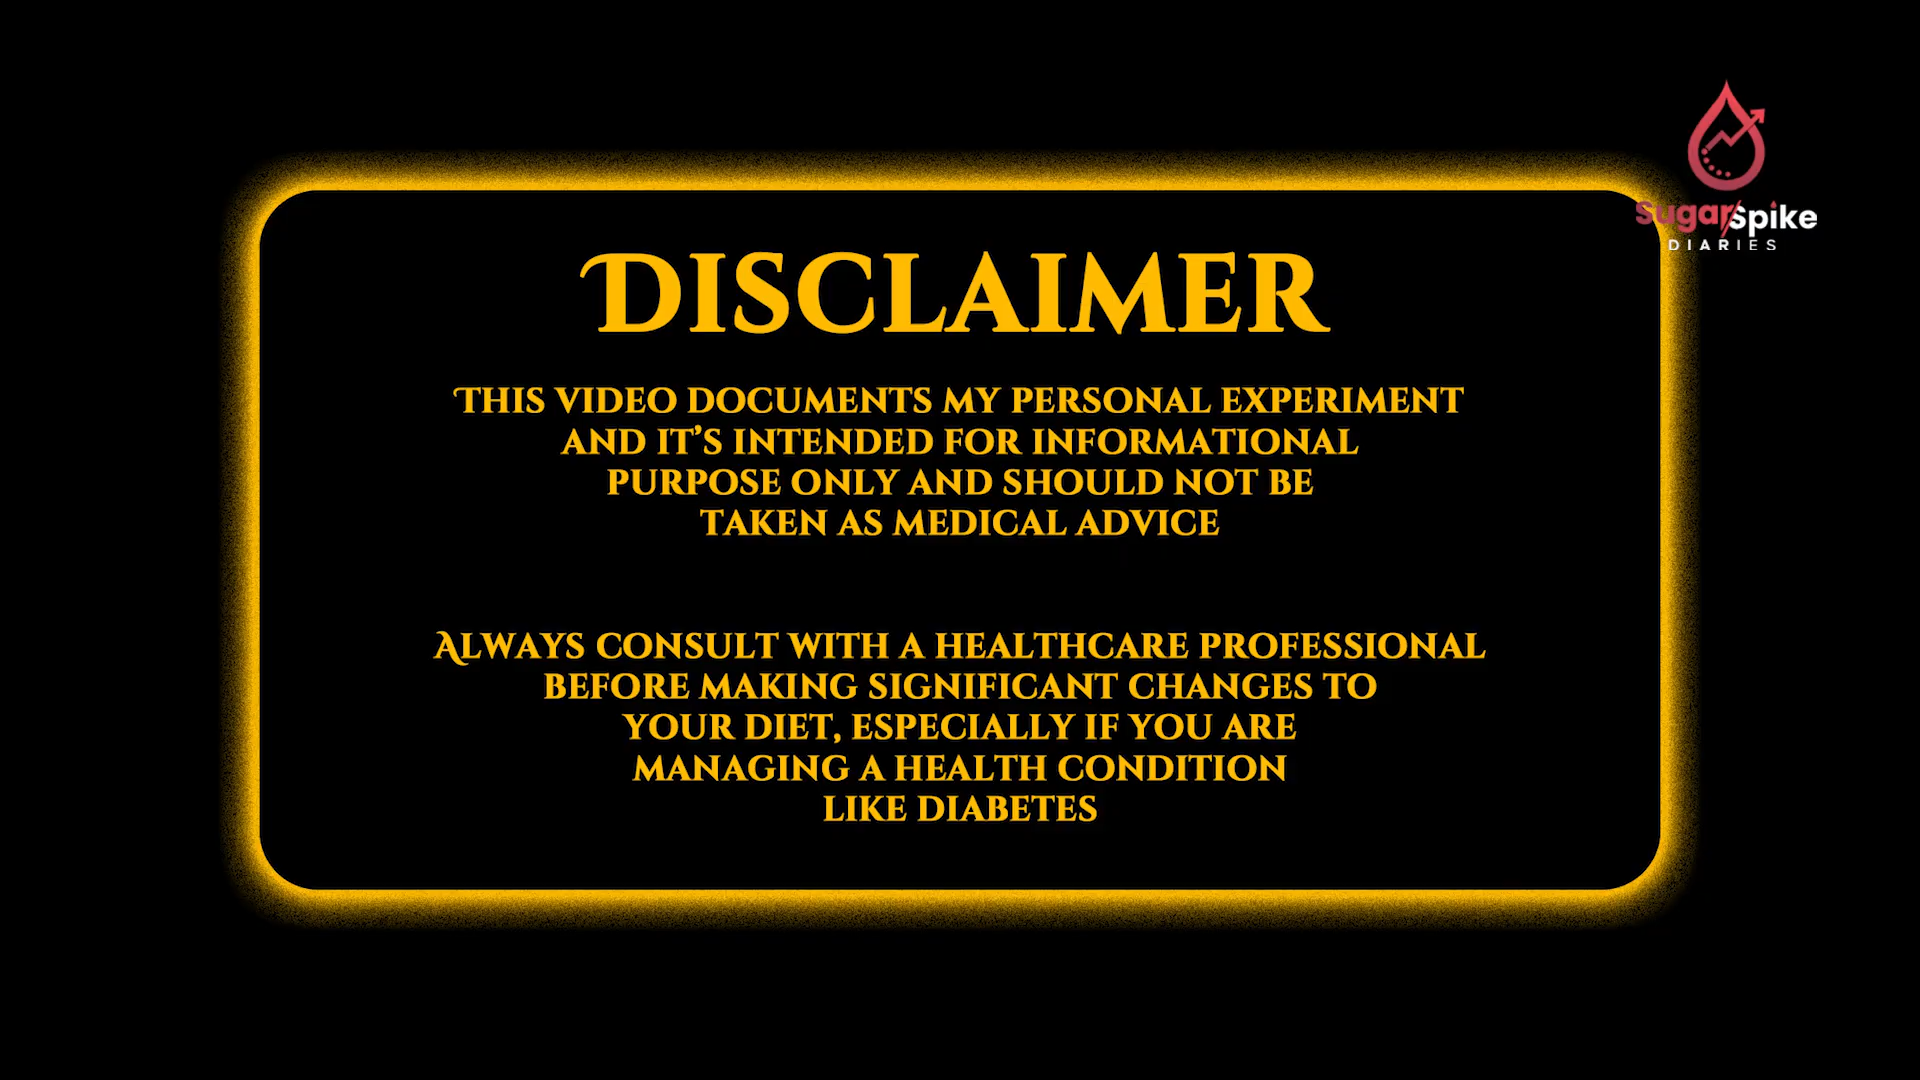 SugarSpike
DIARIES
DISCLAIMER
THIS VIDEO DOCUMENTS MY PERSONAL EXPERIMENT
AND IT'S INTENDED FOR INFORMATIONAL
PURPOSE ONLY AND SHOULD NOT BE
TAKEN AS MEDICAL ADVICE
ALWAYS CONSULT WITH A HEALTHCARE PROFESSIONAL
BEFORE MAKING SIGNIFICANT CHANGES TO
YOUR DIET, ESPECIALLY IF YOU ARE
MANAGING A HEALTH CONDITION
LIKE DIABETES